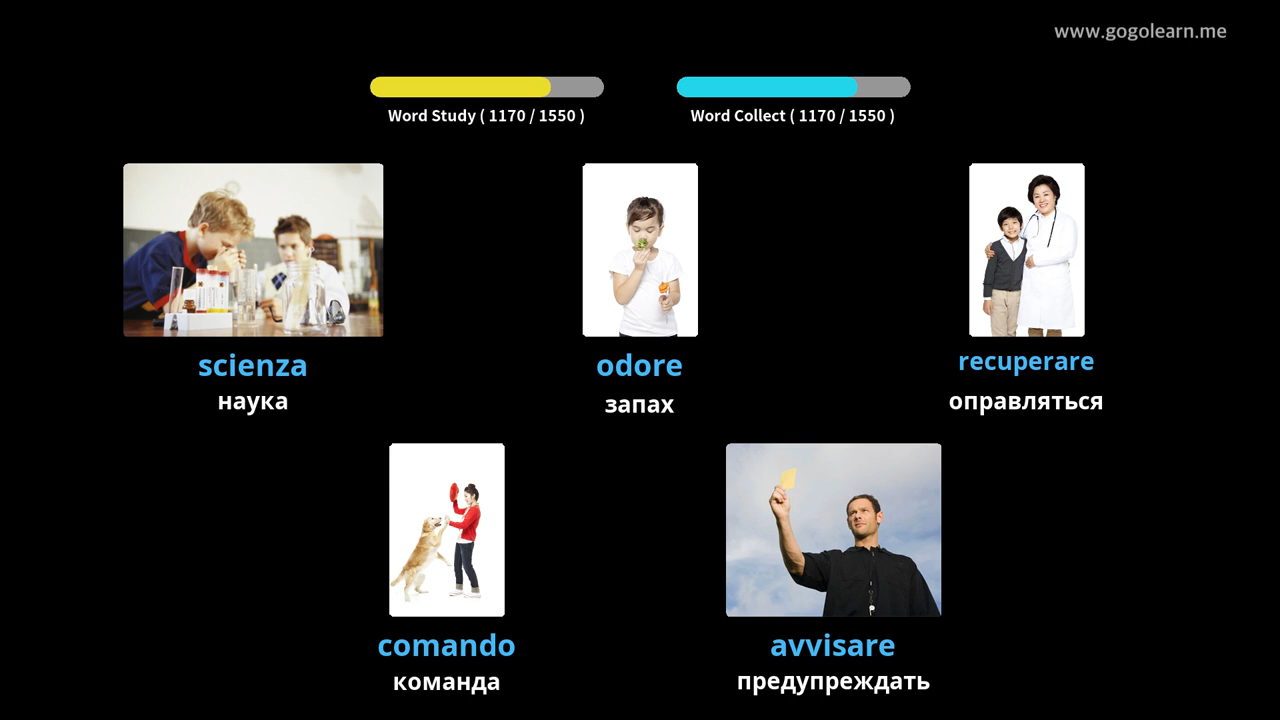 www.gogolearn.me
Word Study ( 1170 / 1550 )
Word Collect ( 1170 / 1550 )
scienza
наука
odore
запах
recuperare
оправляться
comando
команда
avvisare
предупреждать